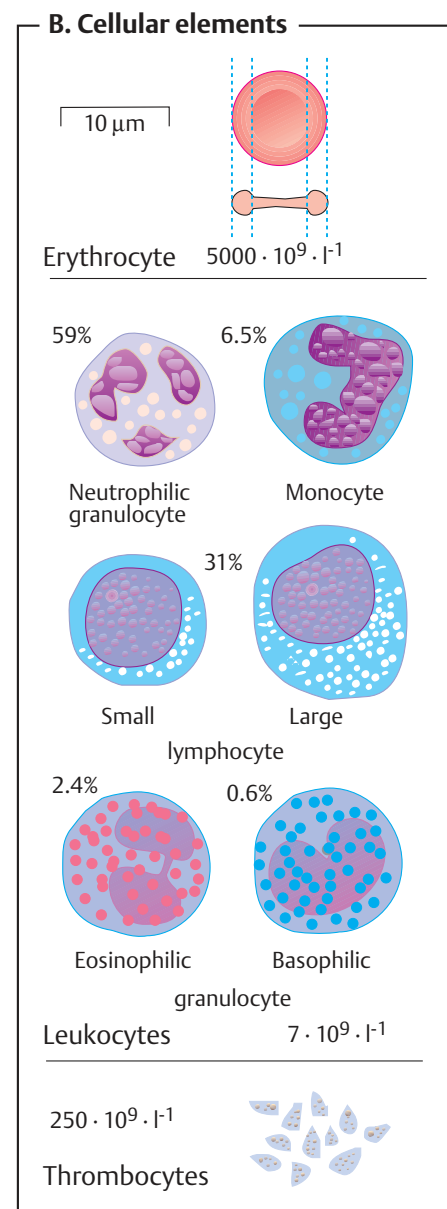 B. Cellular elements
10 µm
Erythrocyte 5000 · 10⁹ · l⁻¹
59% 6.5%
Neutrophilic granulocyte
Monocyte
31%
Small Large
lymphocyte
2.4% 0.6%
Eosinophilic Basophilic
granulocyte
Leukocytes 7 · 10⁹ · l⁻¹
250 · 10⁹ · l⁻¹
Thrombocytes